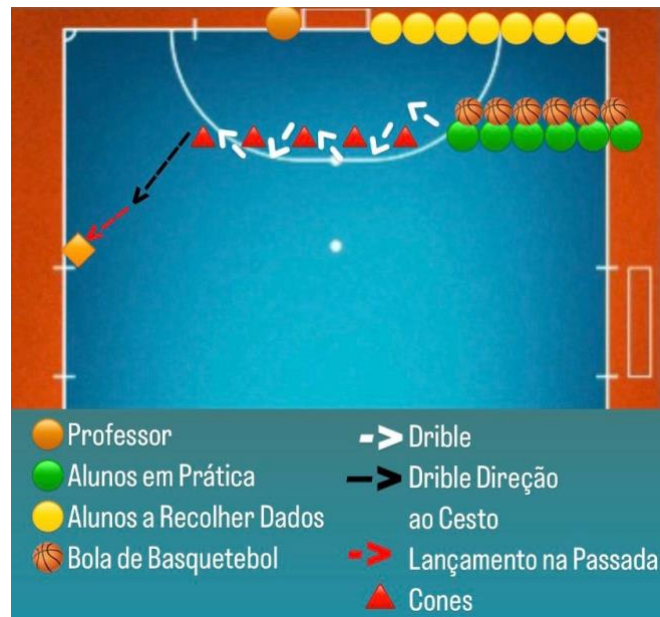 Professor
Alunos em Prática
Alunos a Recolher Dados
Bola de Basquetebol
Drible
Drible Direção
ao Cesto
Lançamento na Passada
Cones